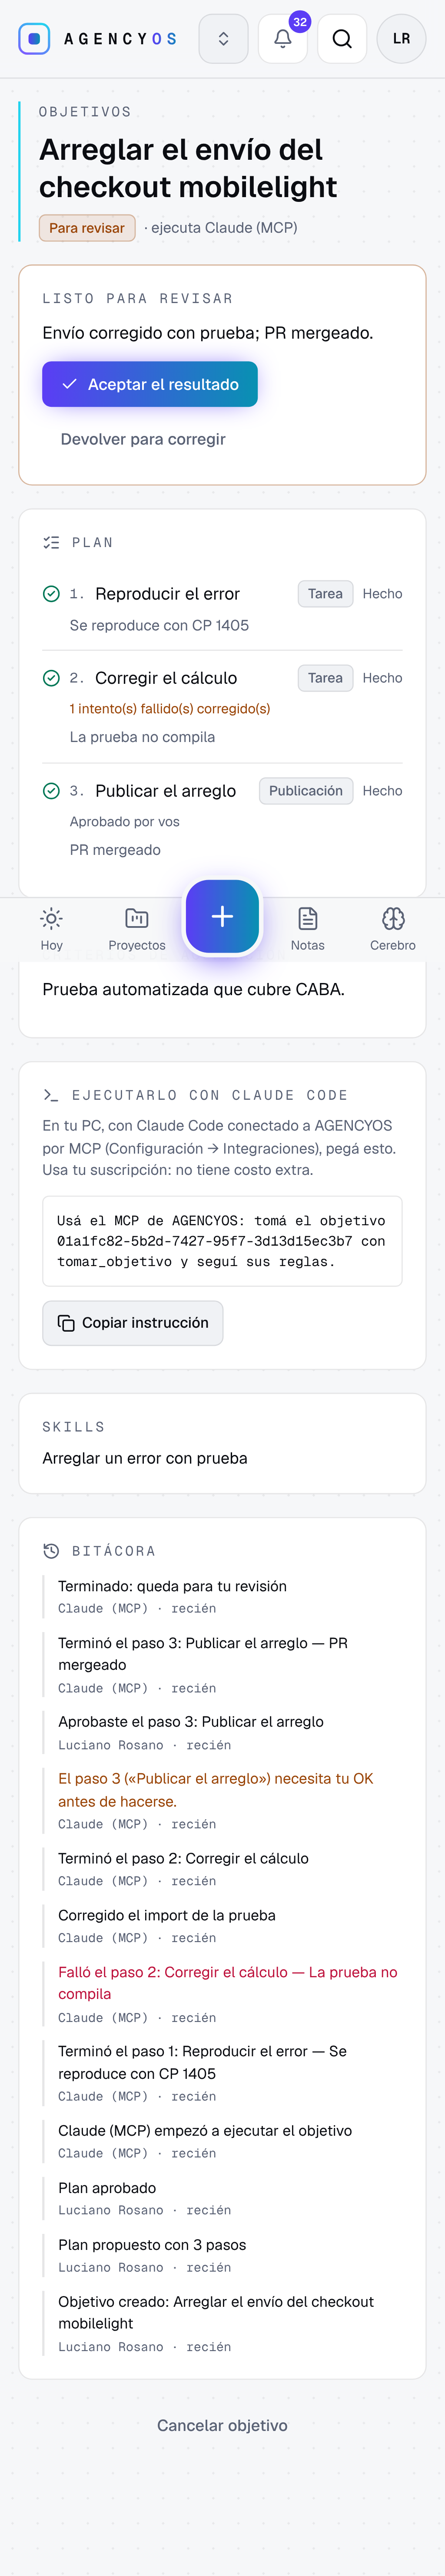 AGENCYOS
32
LR
OBJETIVOS
Arreglar el envío del
checkout mobilelight
Para revisar · ejecuta Claude (MCP)
LISTO PARA REVISAR
Envío corregido con prueba; PR mergeado.
Aceptar el resultado
Devolver para corregir
PLAN
1. Reproducir el error Tarea Hecho
Se reproduce con CP 1405
2. Corregir el cálculo Tarea Hecho
1 intento(s) fallido(s) corregido(s)
La prueba no compila
3. Publicar el arreglo Publicación Hecho
Aprobado por vos
PR mergeado
Hoy Proyectos Notas Cerebro
Prueba automatizada que cubre CABA.
EJECUTARLO CON CLAUDE CODE
En tu PC, con Claude Code conectado a AGENCYOS
por MCP (Configuración → Integraciones), pegá esto.
Usa tu suscripción: no tiene costo extra.
Usá el MCP de AGENCYOS: tomá el objetivo
01a1fc82-5b2d-7427-95f7-3d13d15ec3b7 con
tomar_objetivo y seguí sus reglas.
Copiar instrucción
SKILLS
Arreglar un error con prueba
BITÁCORA
Terminado: queda para tu revisión
Claude (MCP) · recién
Terminó el paso 3: Publicar el arreglo — PR
mergeado
Claude (MCP) · recién
Aprobaste el paso 3: Publicar el arreglo
Luciano Rosano · recién
El paso 3 («Publicar el arreglo») necesita tu OK
antes de hacerse.
Claude (MCP) · recién
Terminó el paso 2: Corregir el cálculo
Claude (MCP) · recién
Corregido el import de la prueba
Claude (MCP) · recién
Falló el paso 2: Corregir el cálculo — La prueba no
compila
Claude (MCP) · recién
Terminó el paso 1: Reproducir el error — Se
reproduce con CP 1405
Claude (MCP) · recién
Claude (MCP) empezó a ejecutar el objetivo
Claude (MCP) · recién
Plan aprobado
Luciano Rosano · recién
Plan propuesto con 3 pasos
Luciano Rosano · recién
Objetivo creado: Arreglar el envío del checkout
mobilelight
Luciano Rosano · recién
Cancelar objetivo